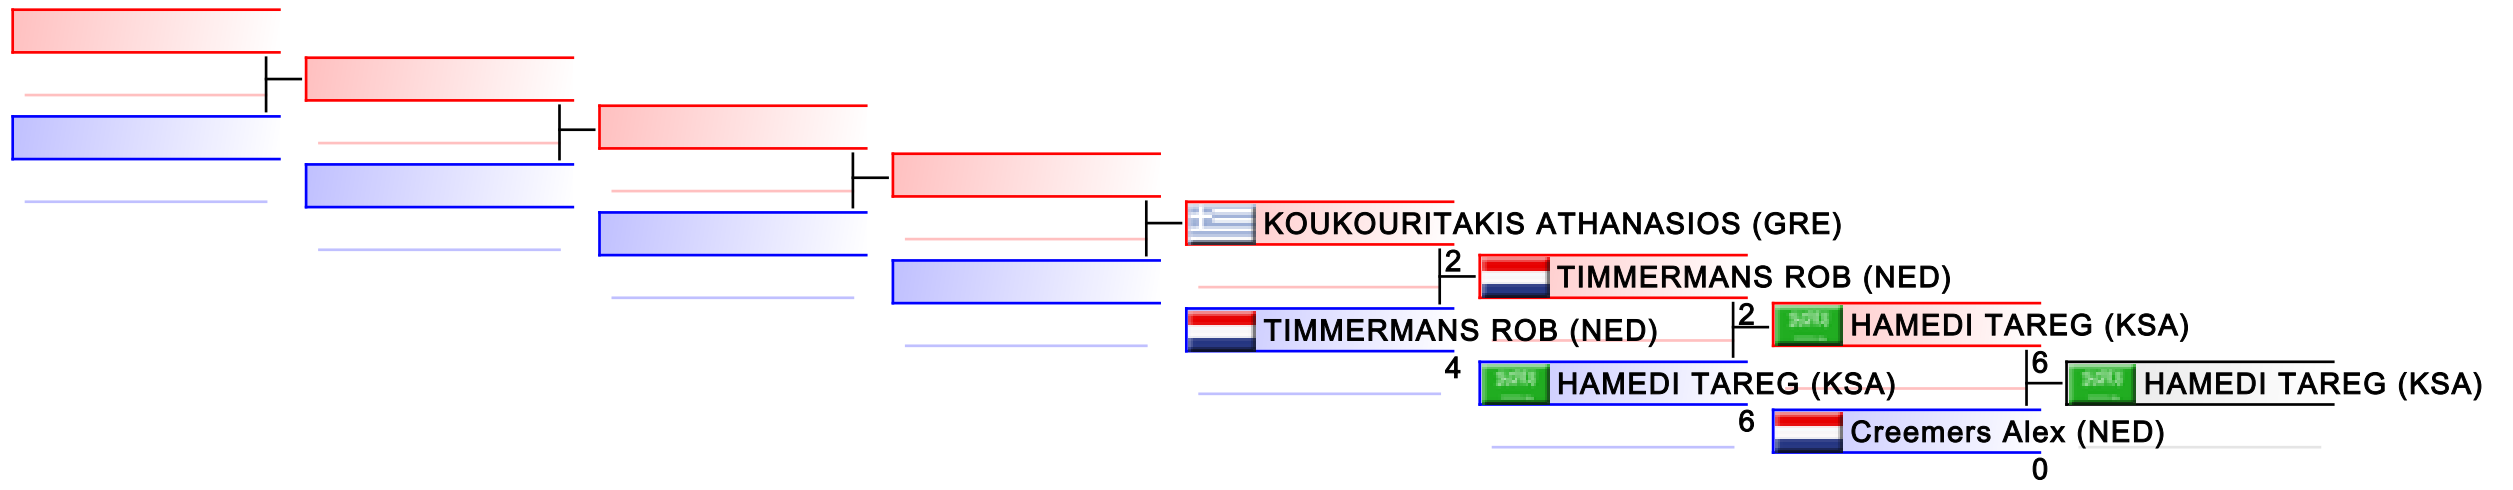 KOUKOURITAKIS ATHANASIOS (GRE)
2
TIMMERIANS ROB (NED)
TIMMERMANS ROB (NED)
4
2
HAMEDI TAREG (KSA)
HAMEDI TAREG (KSA)
6
6
HAMEDI TAREG (KSA)
Creemers Alex (NED)
0